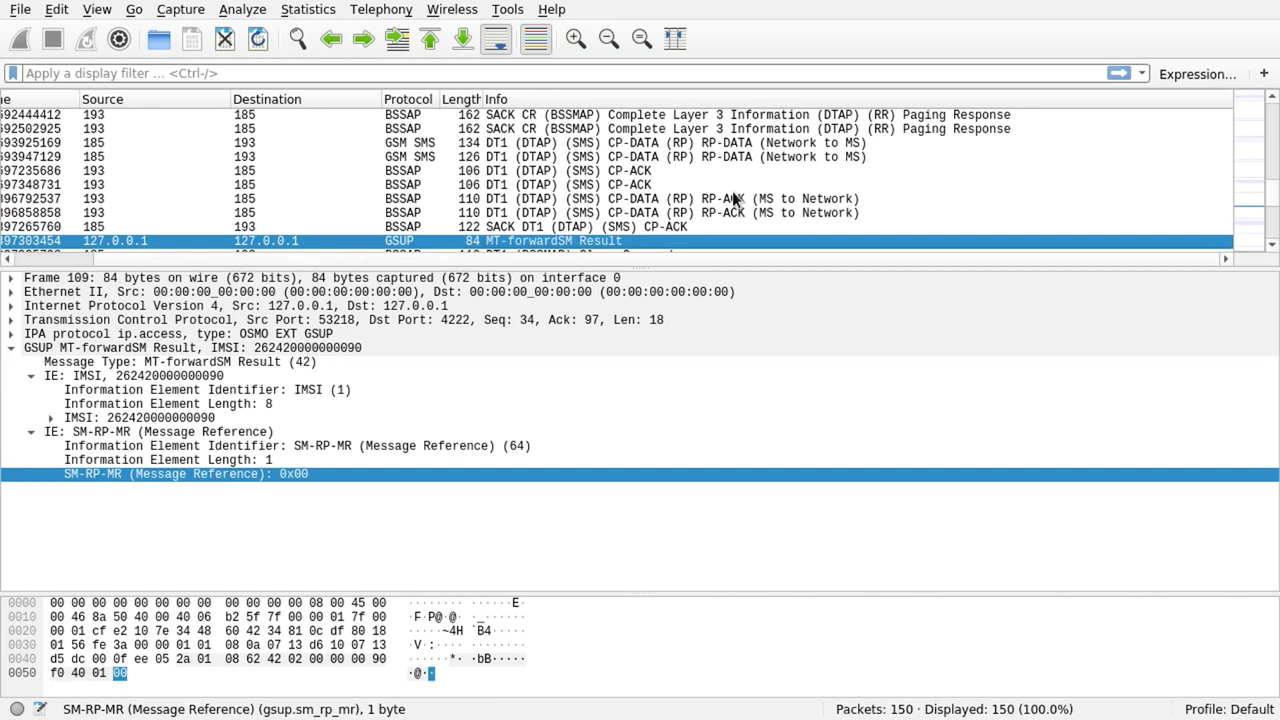 File Edit View Go Capture Analyze Statistics Telephony Wireless Tools Help
Apply a display filter ... <Ctrl-/> Expression... +
e Source Destination Protocol Length Info
692444412 193 185 BSSAP 162 SACK CR (BSSMAP) Complete Layer 3 Information (DTAP) (RR) Paging Response
692502925 193 185 BSSAP 162 SACK CR (BSSMAP) Complete Layer 3 Information (DTAP) (RR) Paging Response
693925169 185 193 GSM SMS 134 DT1 (DTAP) (SMS) CP-DATA (RP) RP-DATA (Network to MS)
693947129 185 193 GSM SMS 126 DT1 (DTAP) (SMS) CP-DATA (RP) RP-DATA (Network to MS)
697235686 193 185 BSSAP 106 DT1 (DTAP) (SMS) CP-ACK
697348731 193 185 BSSAP 106 DT1 (DTAP) (SMS) CP-ACK
396792537 193 185 BSSAP 110 DT1 (DTAP) (SMS) CP-DATA (RP) RP-ACK (MS to Network)
396858858 193 185 BSSAP 110 DT1 (DTAP) (SMS) CP-DATA (RP) RP-ACK (MS to Network)
397265760 185 193 BSSAP 122 SACK DT1 (DTAP) (SMS) CP-ACK
397303454 127.0.0.1 127.0.0.1 GSUP 84 MT-forwardSM Result
Frame 109: 84 bytes on wire (672 bits), 84 bytes captured (672 bits) on interface 0
Ethernet II, Src: 00:00:00_00:00:00 (00:00:00:00:00:00), Dst: 00:00:00_00:00:00 (00:00:00:00:00:00)
Internet Protocol Version 4, Src: 127.0.0.1, Dst: 127.0.0.1
Transmission Control Protocol, Src Port: 53218, Dst Port: 4222, Seq: 34, Ack: 97, Len: 18
IPA protocol ip.access, type: OSMO EXT GSUP
GSUP MT-forwardSM Result, IMSI: 262420000000090
Message Type: MT-forwardSM Result (42)
IE: IMSI, 262420000000090
Information Element Identifier: IMSI (1)
Information Element Length: 8
IMSI: 262420000000090
IE: SM-RP-MR (Message Reference)
Information Element Identifier: SM-RP-MR (Message Reference) (64)
Information Element Length: 1
SM-RP-MR (Message Reference): 0x00
0000 00 00 00 00 00 00 00 00 00 00 00 00 08 00 45 00 ········ ······E·
0010 00 46 8a 50 40 00 40 06 b2 5f 7f 00 00 01 7f 00 ·F·P@·@· ·_······
0020 00 01 cf e2 10 7e 34 48 60 42 34 81 0c df 80 18 ·····~4H `B4·····
0030 01 56 fe 3a 00 00 01 01 08 0a 07 13 d6 10 07 13 ·V·:···· ········
0040 d5 dc 00 0f ee 05 2a 01 08 62 42 02 00 00 00 90 ······*· ·bB·····
0050 f0 40 01 00 ·@··
SM-RP-MR (Message Reference) (gsup.sm_rp_mr), 1 byte Packets: 150 · Displayed: 150 (100.0%) Profile: Default